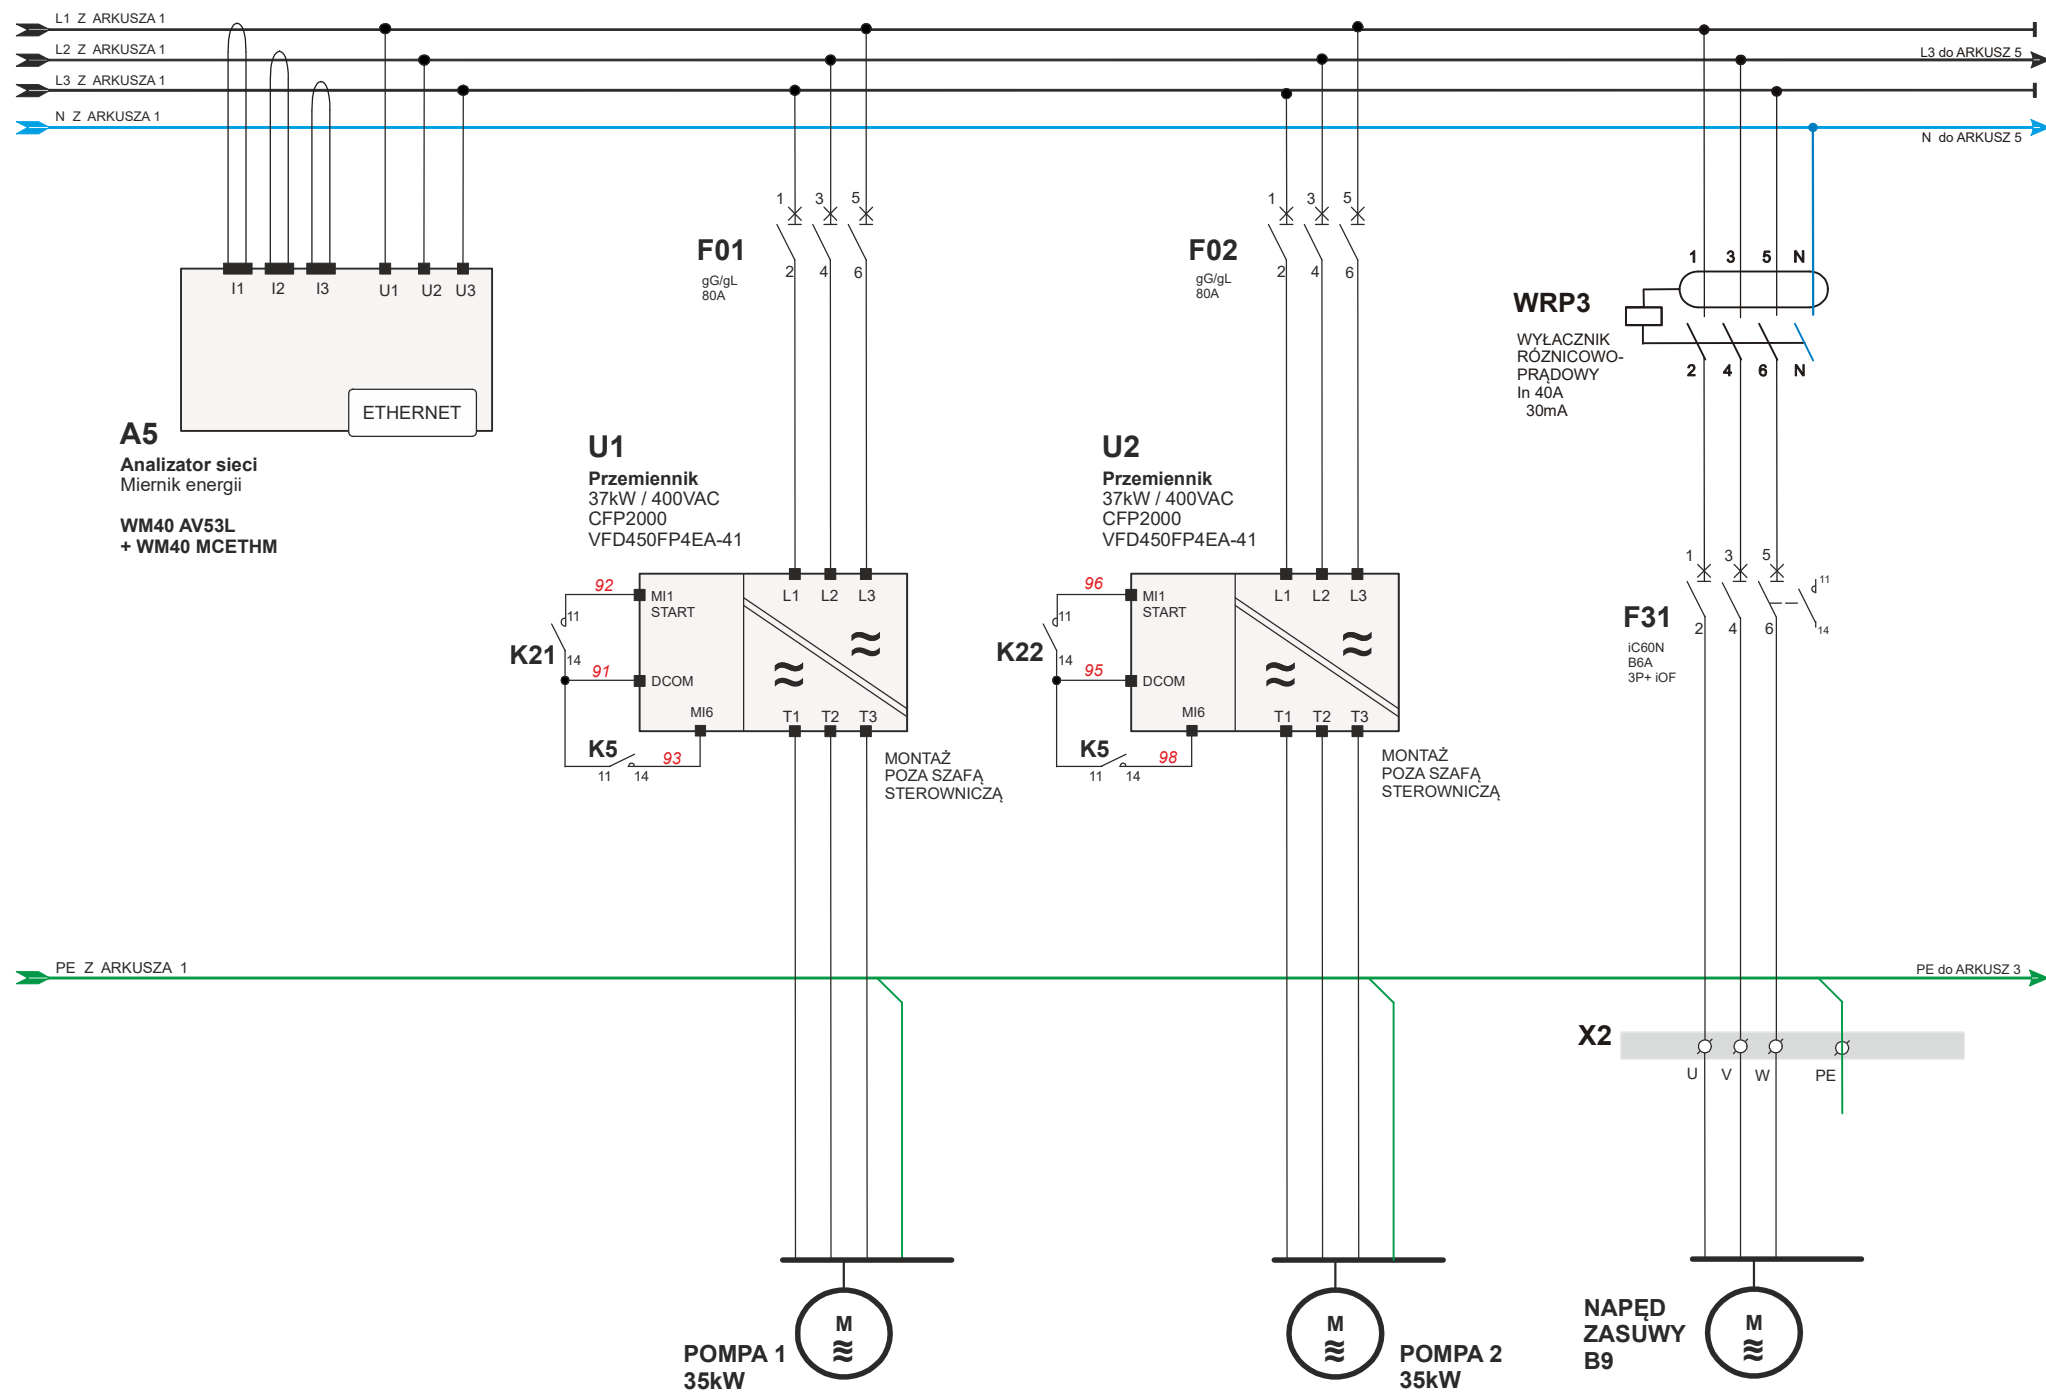 L1 Z ARKUSZA 1
L2 Z ARKUSZA 1
L3 do ARKUSZ 5
L3 Z ARKUSZA 1
N Z ARKUSZA 1
N do ARKUSZ 5
I1 I2 I3 U1 U2 U3
ETHERNET
A5
Analizator sieci
Miernik energii
WM40 AV53L
+ WM40 MCETHM
1 3 5
F01
2 4 6
gG/gL
80A
U1
Przemiennik
37kW / 400VAC
CFP2000
VFD450FP4EA-41
92
MI1
START
L1 L2 L3
11
K21
14
91
DCOM
MI6
T1 T2 T3
K5
93
11 14
MONTAŻ
POZA SZAFĄ
STEROWNICZĄ
1 3 5
F02
2 4 6
gG/gL
80A
U2
Przemiennik
37kW / 400VAC
CFP2000
VFD450FP4EA-41
96
MI1
START
L1 L2 L3
11
K22
14
95
DCOM
MI6
T1 T2 T3
K5
98
11 14
MONTAŻ
POZA SZAFĄ
STEROWNICZĄ
1 3 5 N
WRP3
WYŁACZNIK
RÓZNICOWO-
PRĄDOWY
In 40A
30mA
2 4 6 N
1 3 5
11
F31
2 4 6
14
iC60N
B6A
3P+ iOF
PE Z ARKUSZA 1
PE do ARKUSZ 3
X2
U V W PE
M
POMPA 1
35kW
M
POMPA 2
35kW
NAPĘD
ZASUWY
B9
M